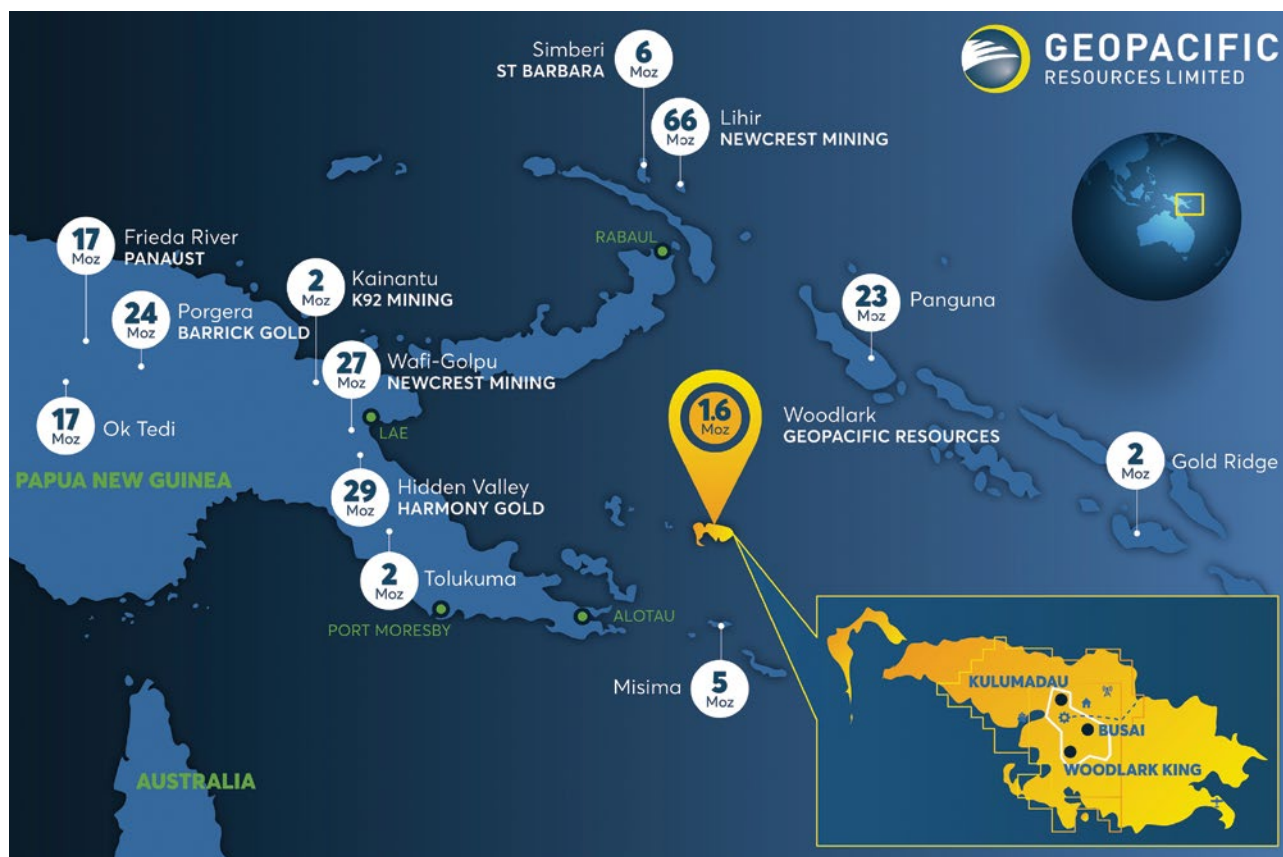 GEOPACIFIC
RESOURCES LIMITED
Simberi
ST BARBARA
6
Moz
66
Moz
Lihir
NEWCREST MINING
17
Moz
Frieda River
PANAUST
24
Moz
Porgera
BARRICK GOLD
2
Moz
Kainantu
K92 MINING
RABAUL
23
Moz
Panguna
27
Moz
Wafi-Golpu
NEWCREST MINING
17
Moz
Ok Tedi
LAE
1.6
Moz
Woodlark
GEOPACIFIC RESOURCES
2
Moz
Gold Ridge
PAPUA NEW GUINEA
29
Moz
Hidden Valley
HARMONY GOLD
2
Moz
Tolukuma
PORT MORESBY
ALOTAU
Misima
5
Moz
KULUMADAU
BUSAI
WOODLARK KING
AUSTRALIA